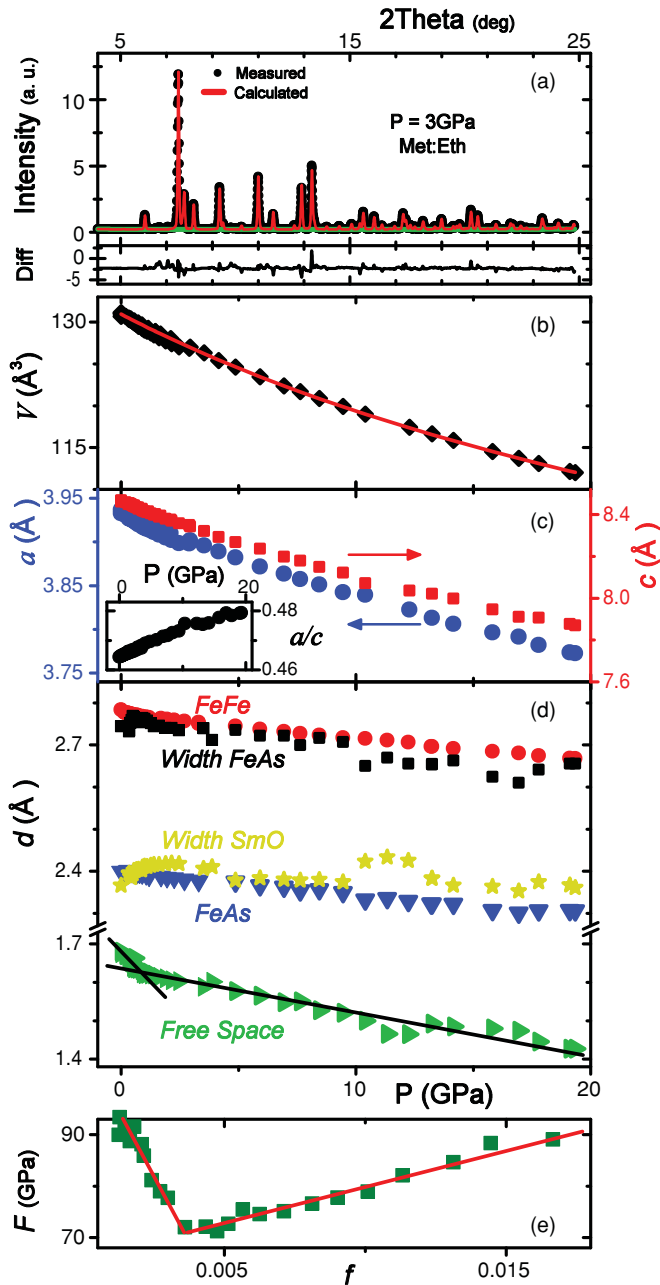 2Theta (deg)
5 15 25
Measured
Calculated
(a)
P = 3GPa
Met:Eth
Intensity (a. u.)
10
5
0
Diff
0
-5
(b)
V (Å³)
130
115
(c)
a (Å)
3.95
3.85
3.75
c (Å)
8.4
8.0
7.6
P (GPa)
0 20
0.48
a/c
0.46
(d)
FeFe
Width FeAs
d (Å)
2.7
Width SmO
2.4
FeAs
1.7
Free Space
1.4
0 10 20
P (GPa)
F (GPa)
90
70
(e)
0.005 0.015
f